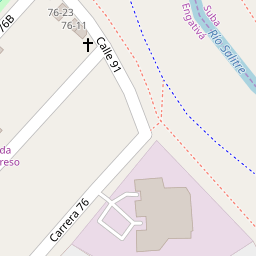 76B
76-23
76-11
Calle 91
Suba
Engativá
Río Salitre
Carrera 76
da
reso